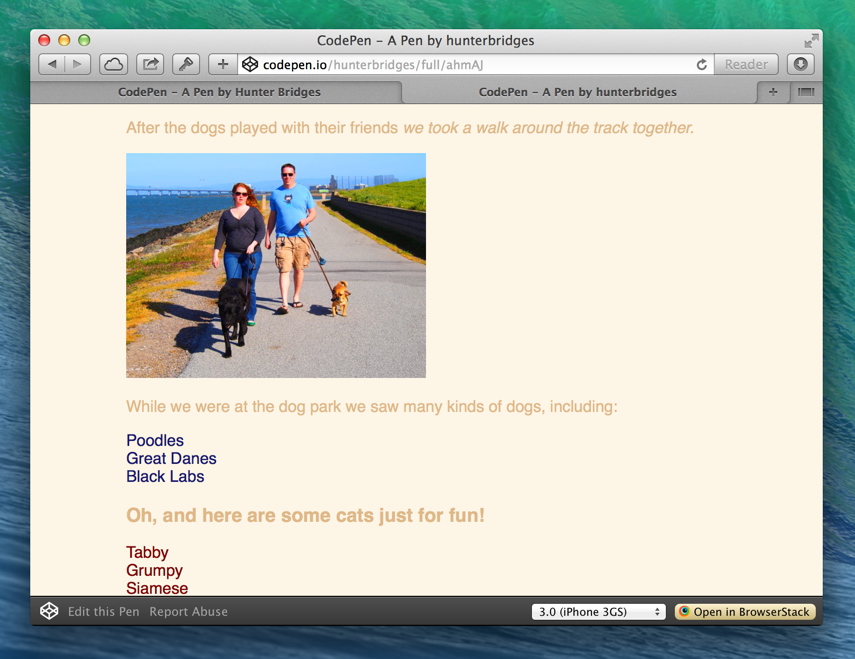 CodePen – A Pen by hunterbridges
codepen.io/hunterbridges/full/ahmAJ
Reader
CodePen – A Pen by Hunter Bridges
CodePen – A Pen by hunterbridges
After the dogs played with their friends we took a walk around the track together.
While we were at the dog park we saw many kinds of dogs, including:
Poodles
Great Danes
Black Labs
Oh, and here are some cats just for fun!
Tabby
Grumpy
Siamese
Edit this Pen Report Abuse
3.0 (iPhone 3GS)
Open in BrowserStack